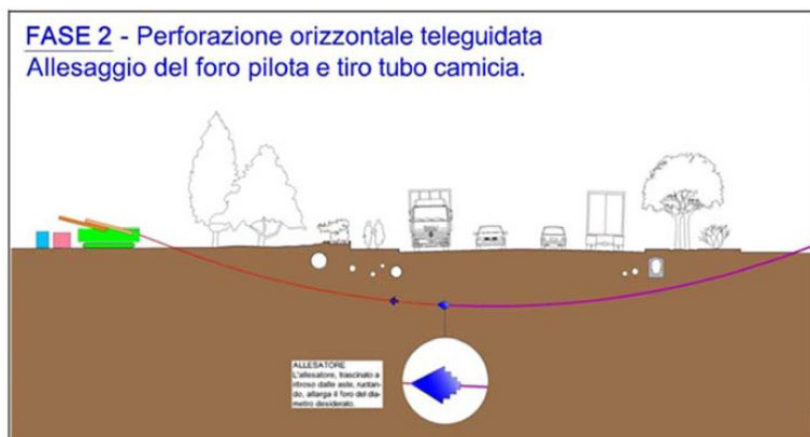 FASE 2 - Perforazione orizzontale teleguidata
Allesaggio del foro pilota e tiro tubo camicia.
ALLESATORE
L'allesatore, trascinato a
ritroso dalle aste, ruotan-
do, allarga il foro del dia-
metro desiderato.